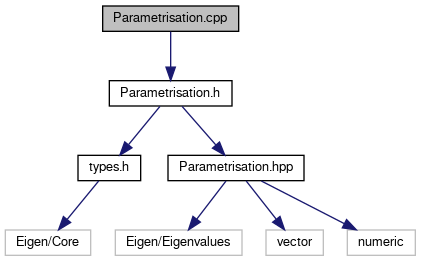 Parametrisation.cpp
Parametrisation.h
types.h
Parametrisation.hpp
Eigen/Core
Eigen/Eigenvalues
vector
numeric